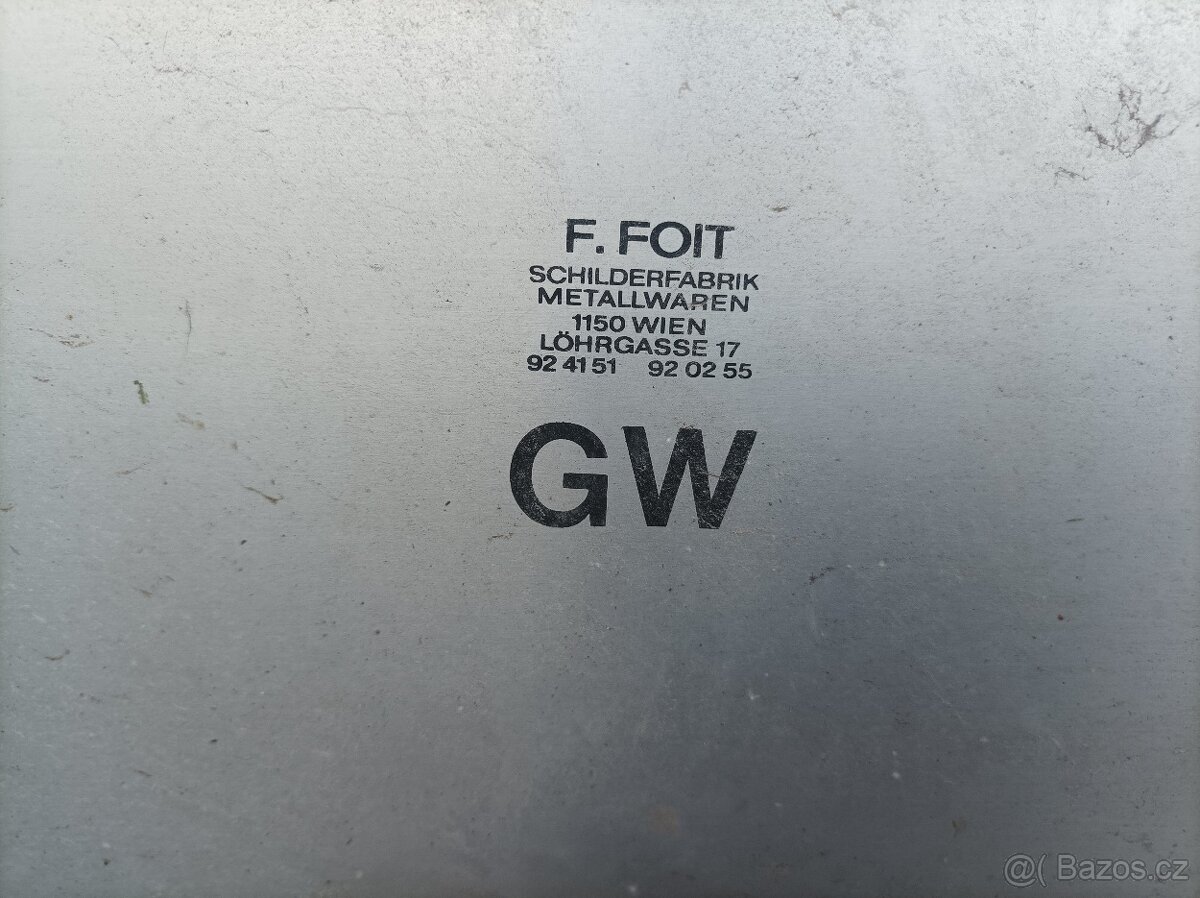 F. FOIT
SCHILDERFABRIK
METALLWAREN
1150 WIEN
LÖHRGASSE 17
92 41 51 92 02 55
GW
@( Bazos.cz